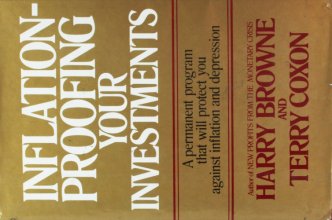 INFLATION-
PROOFING
YOUR
INVESTMENTS
A permanent program
that will protect you
against inflation and depression
Author of NEW PROFITS FROM THE MONETARY CRISIS
HARRY BROWNE
AND
TERRY COXON